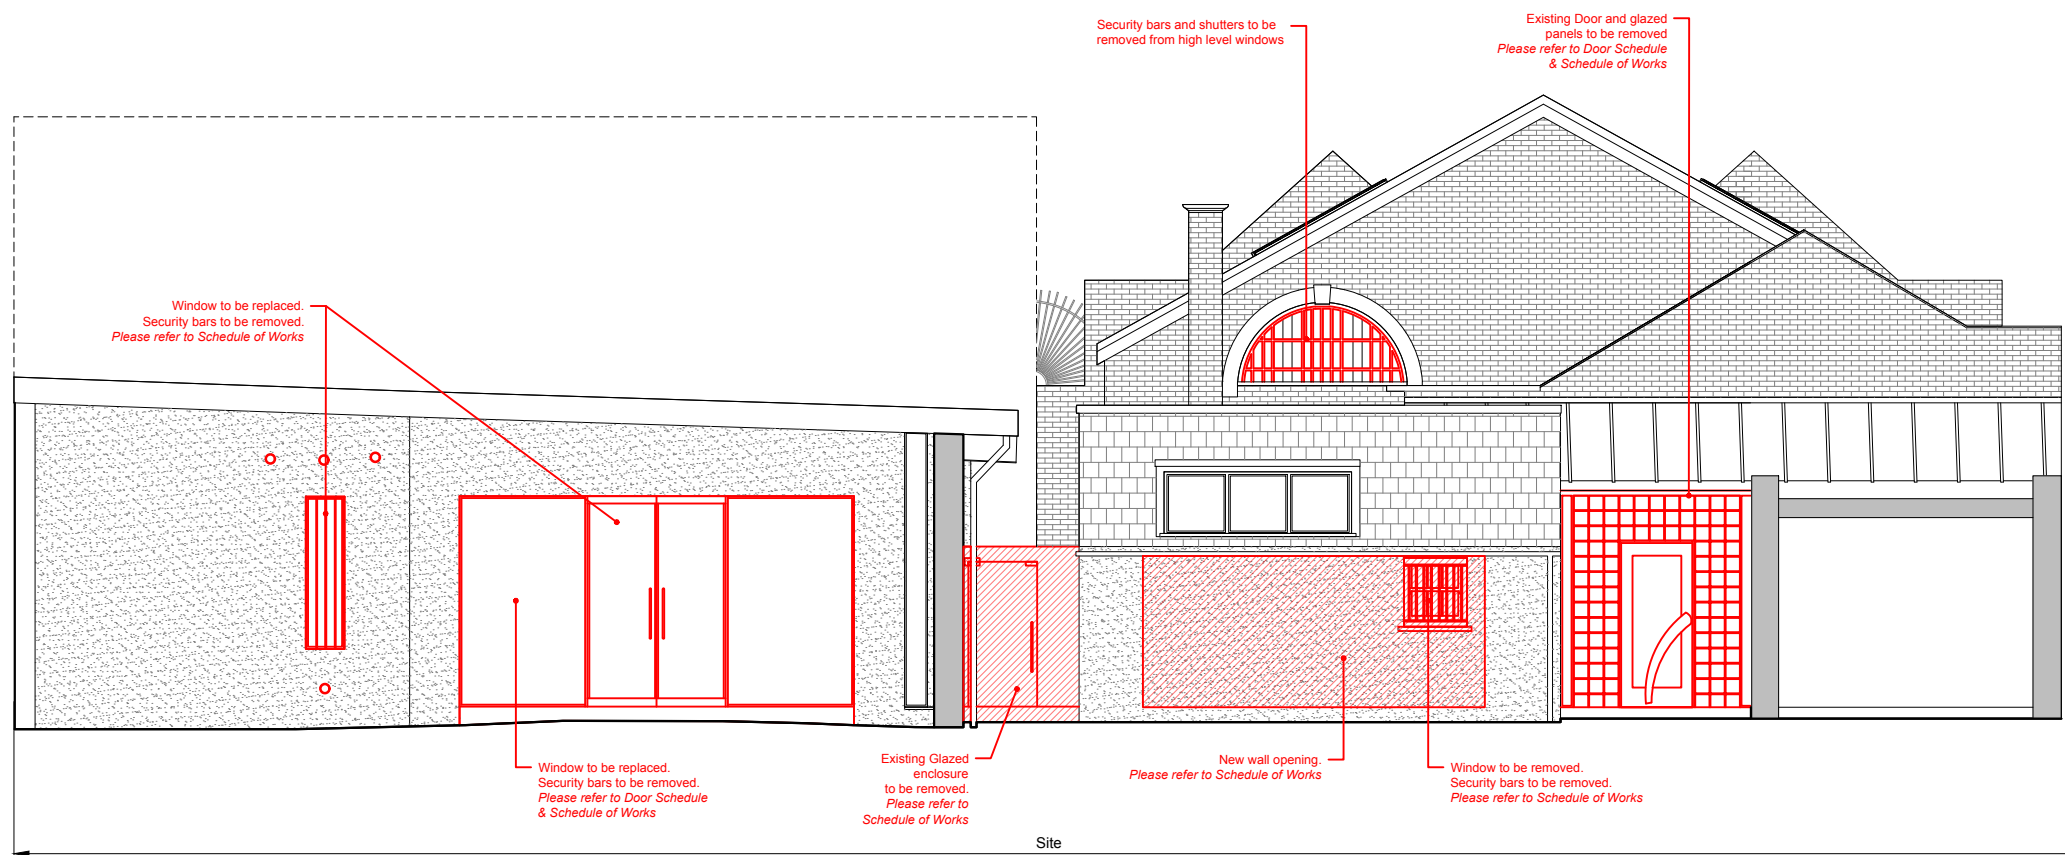 Security bars and shutters to be
removed from high level windows
Existing Door and glazed
panels to be removed
Please refer to Door Schedule
& Schedule of Works
Window to be replaced.
Security bars to be removed.
Please refer to Schedule of Works
Window to be replaced.
Security bars to be removed.
Please refer to Door Schedule
& Schedule of Works
Existing Glazed
enclosure
to be removed.
Please refer to
Schedule of Works
New wall opening.
Please refer to Schedule of Works
Window to be removed.
Security bars to be removed.
Please refer to Schedule of Works
Site